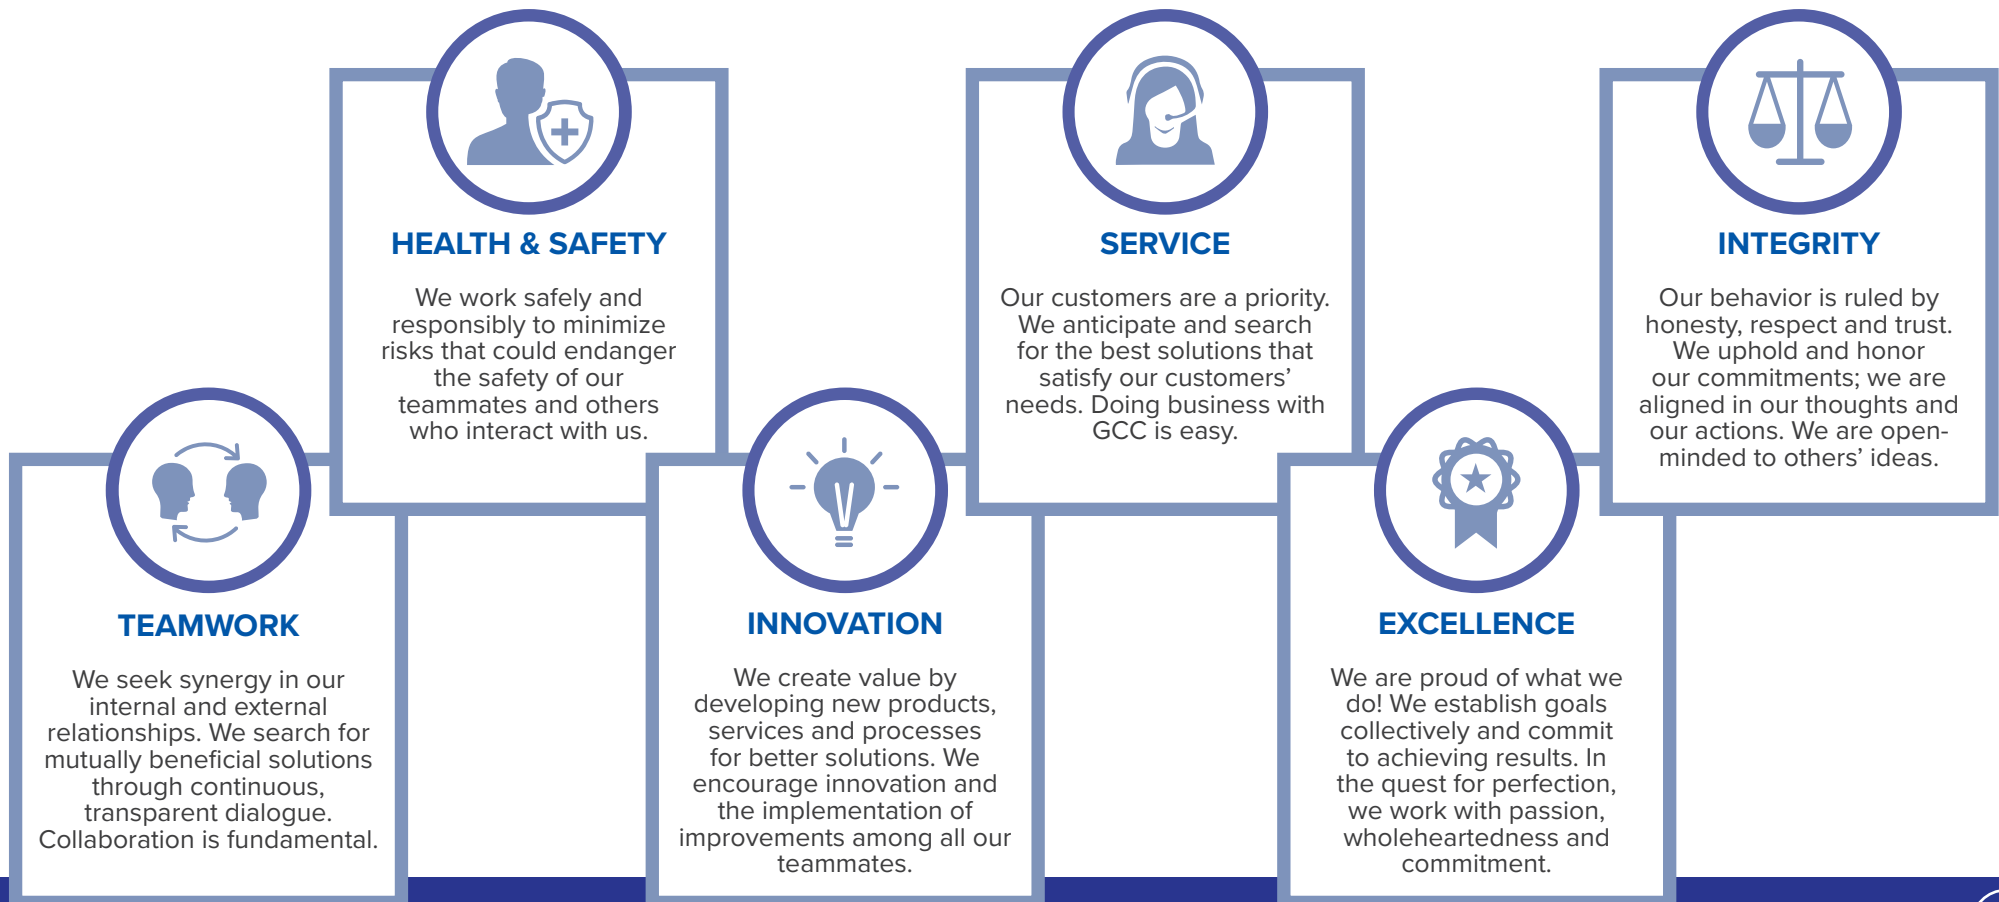 HEALTH & SAFETY
We work safely and
responsibly to minimize
risks that could endanger
the safety of our
teammates and others
who interact with us.
SERVICE
Our customers are a priority.
We anticipate and search
for the best solutions that
satisfy our customers’
needs. Doing business with
GCC is easy.
INTEGRITY
Our behavior is ruled by
honesty, respect and trust.
We uphold and honor
our commitments; we are
aligned in our thoughts and
our actions. We are open-
minded to others’ ideas.
TEAMWORK
We seek synergy in our
internal and external
relationships. We search for
mutually beneficial solutions
through continuous,
transparent dialogue.
Collaboration is fundamental.
INNOVATION
We create value by
developing new products,
services and processes
for better solutions. We
encourage innovation and
the implementation of
improvements among all our
teammates.
EXCELLENCE
We are proud of what we
do! We establish goals
collectively and commit
to achieving results. In
the quest for perfection,
we work with passion,
wholeheartedness and
commitment.